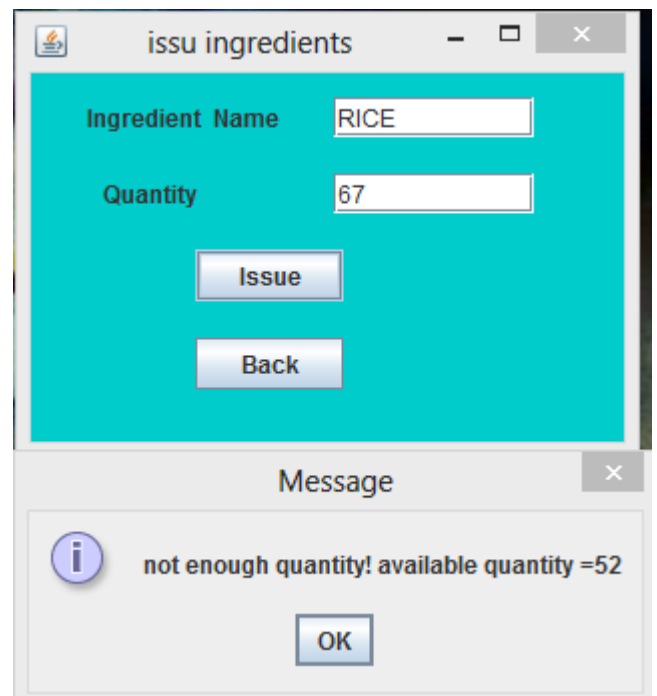 issu ingredients
Ingredient Name RICE
Quantity 67
Issue
Back
Message
i not enough quantity! available quantity =52
OK